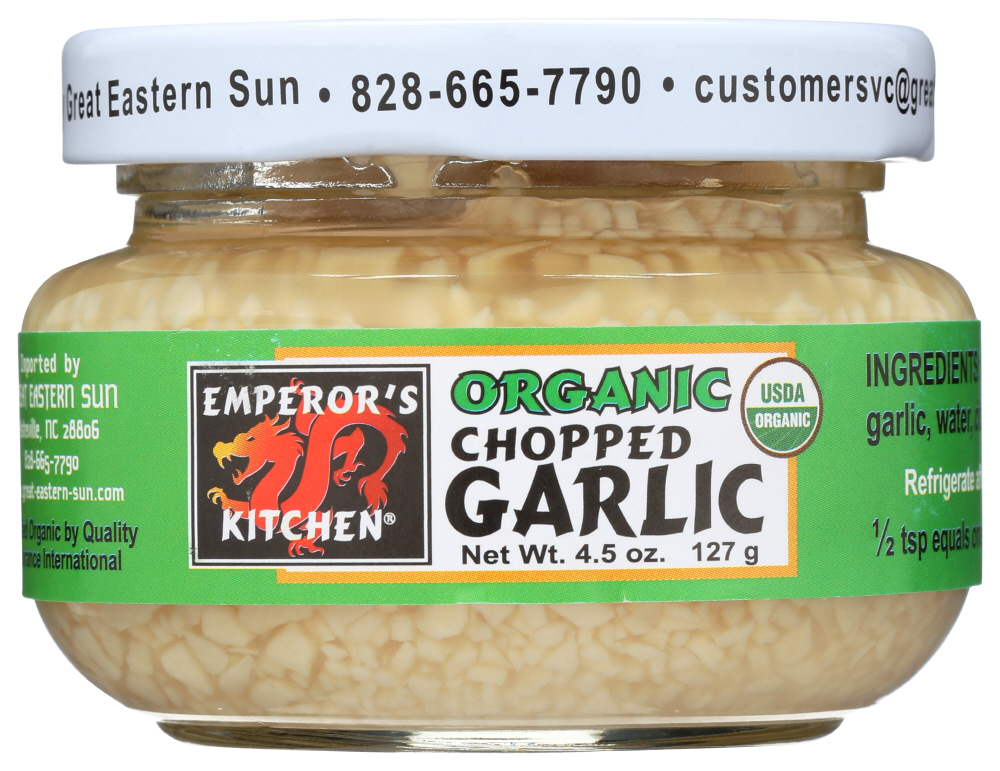 Great Eastern Sun • 828-665-7790 • customersvc@grea
Imported by
EASTERN SUN
NC 28806
828-665-7790
great-eastern-sun.com
Organic by Quality
International
EMPEROR'S
KITCHEN®
ORGANIC
CHOPPED
GARLIC
Net Wt. 4.5 oz. 127 g
USDA
ORGANIC
INGREDIENTS
garlic, water,
Refrigerate
½ tsp equals